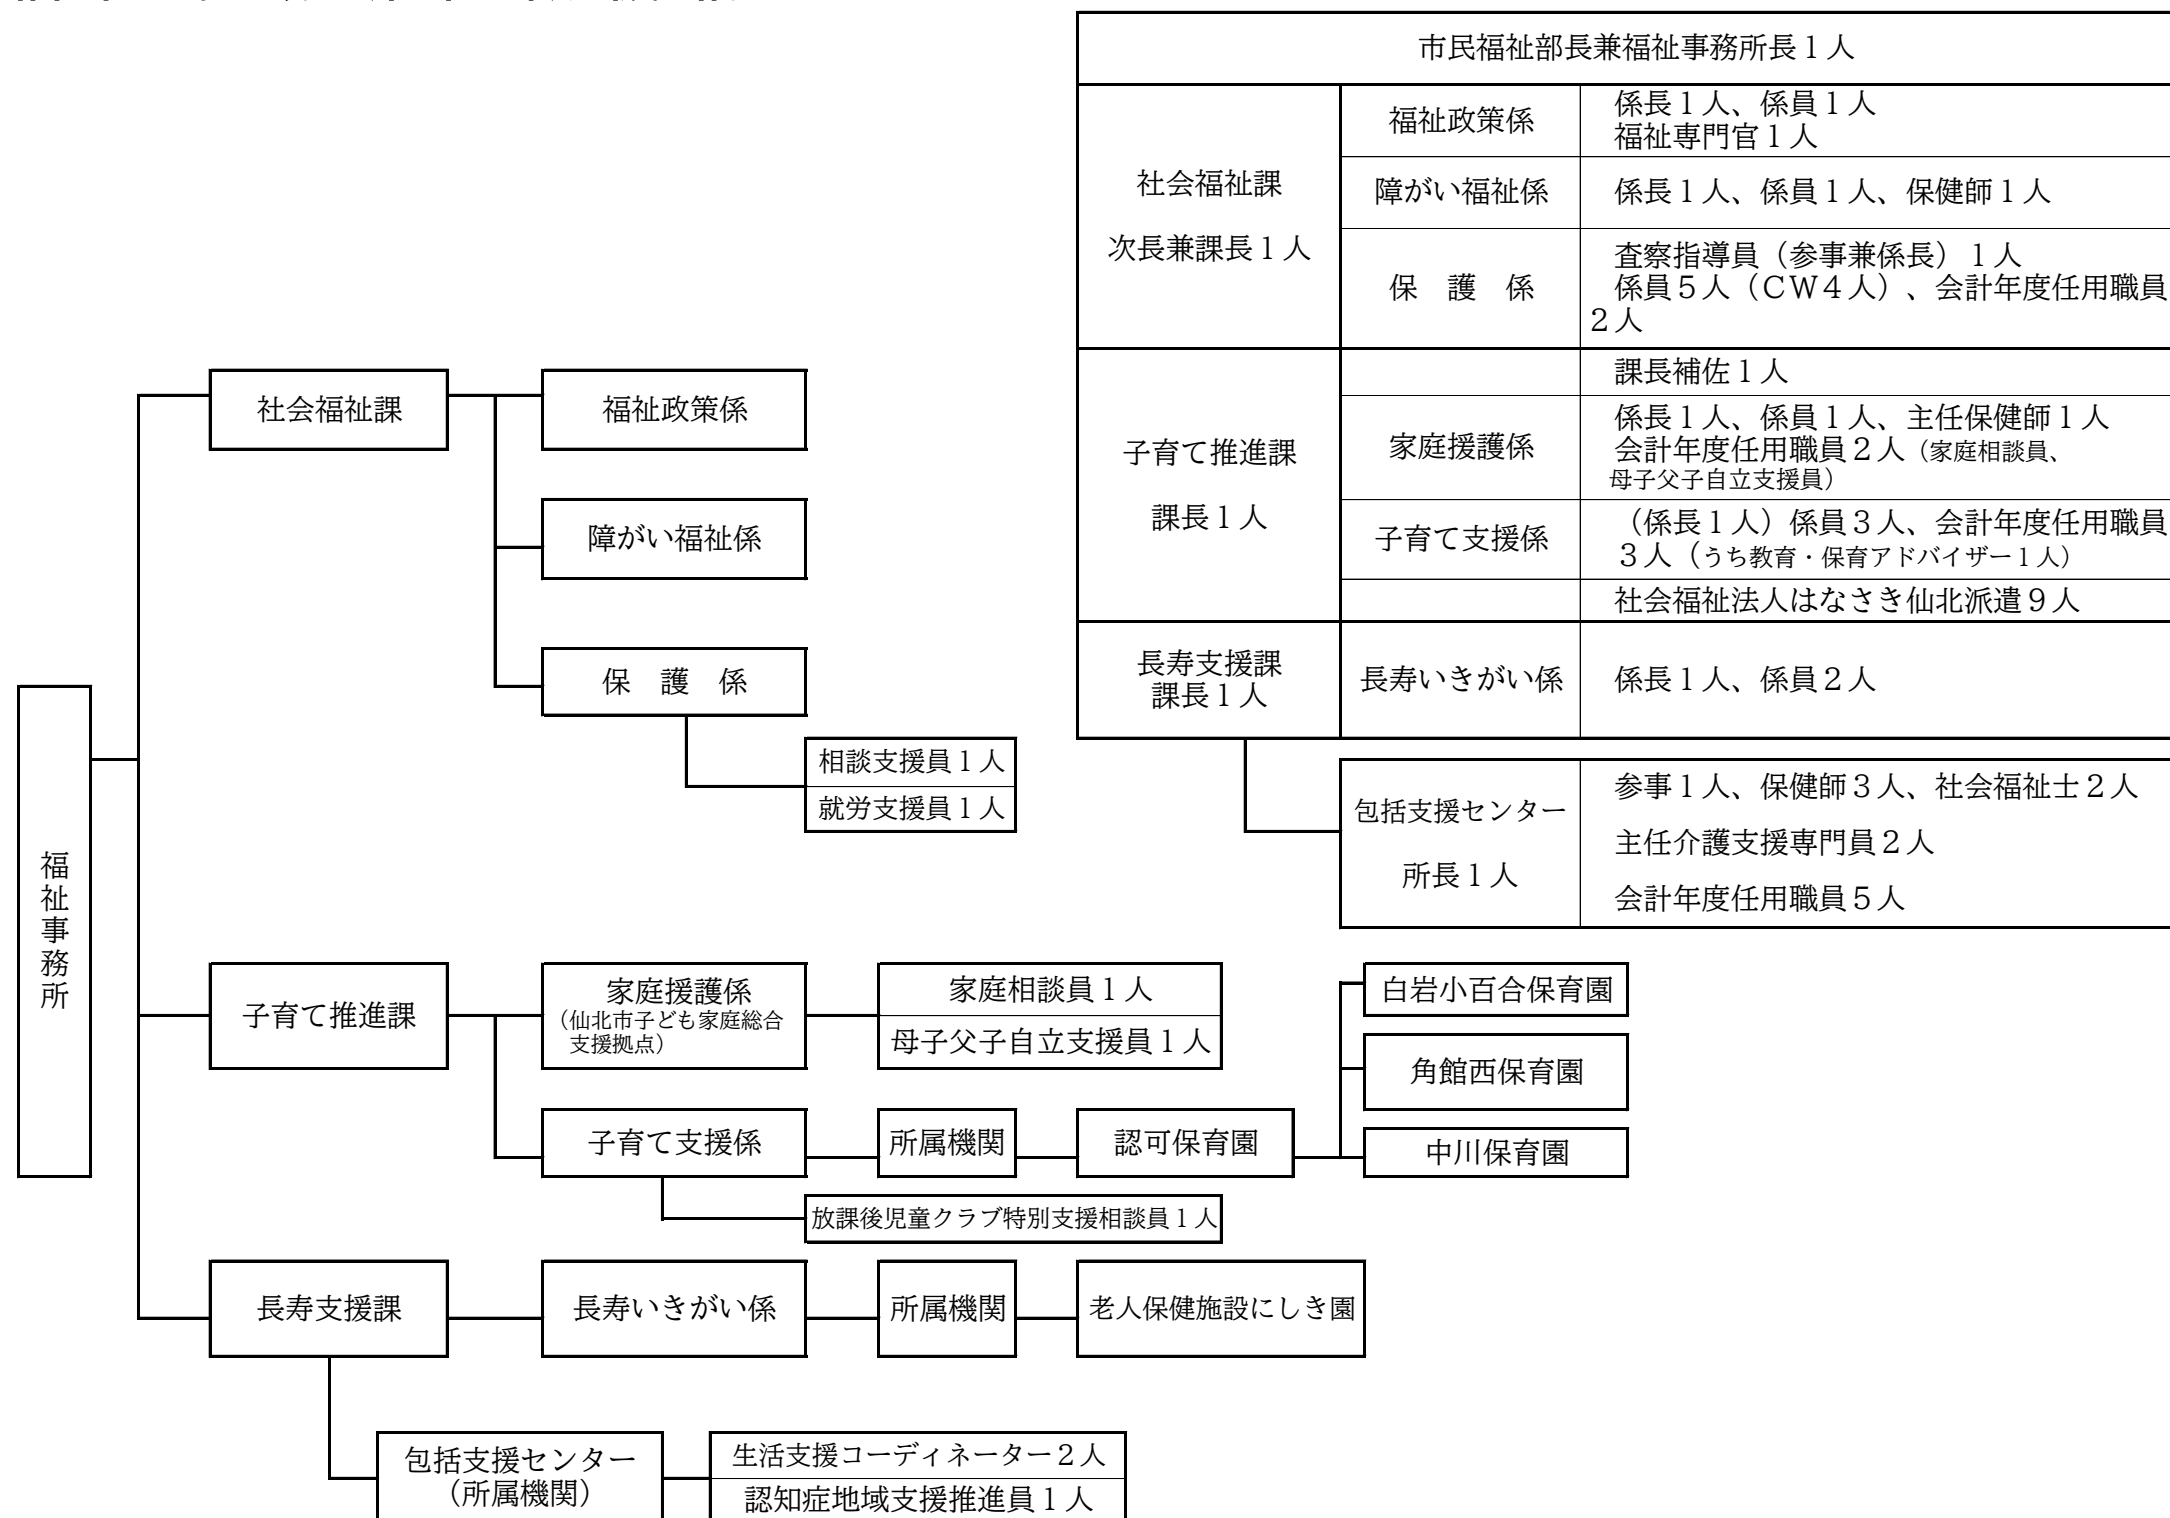 市民福祉部長兼福祉事務所長１人
社会福祉課
次長兼課長１人
福祉政策係
係長１人、係員１人
福祉専門官１人
障がい福祉係
係長１人、係員１人、保健師１人
保　護　係
査察指導員（参事兼係長）１人
係員５人（ＣＷ４人）、会計年度任用職員
２人
子育て推進課
課長１人
課長補佐１人
家庭援護係
係長１人、係員１人、主任保健師１人
会計年度任用職員２人（家庭相談員、
母子父子自立支援員）
子育て支援係
（係長１人）係員３人、会計年度任用職員
３人（うち教育・保育アドバイザー１人）
社会福祉法人はなさき仙北派遣９人
長寿支援課
課長１人
長寿いきがい係
係長１人、係員２人
包括支援センター
所長１人
参事１人、保健師３人、社会福祉士２人
主任介護支援専門員２人
会計年度任用職員５人
福祉事務所
社会福祉課
福祉政策係
障がい福祉係
保　護　係
相談支援員１人
就労支援員１人
子育て推進課
家庭援護係
（仙北市子ども家庭総合
支援拠点）
家庭相談員１人
母子父子自立支援員１人
子育て支援係
所属機関
認可保育園
白岩小百合保育園
角館西保育園
中川保育園
放課後児童クラブ特別支援相談員１人
長寿支援課
長寿いきがい係
所属機関
老人保健施設にしき園
包括支援センター
（所属機関）
生活支援コーディネーター２人
認知症地域支援推進員１人